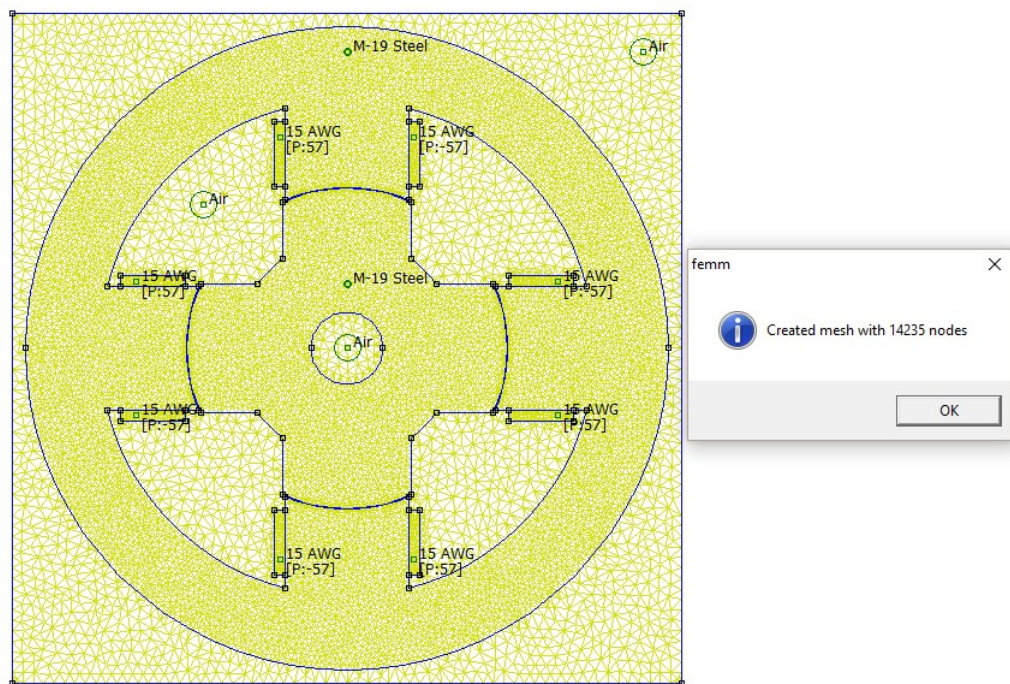 M-19 Steel
Air
15 AWG
[P:57]
15 AWG
[P:-57]
Air
15 AWG
[P:57]
M-19 Steel
15 AWG
[P:-57]
Air
15 AWG
[P:-57]
15 AWG
[P:57]
15 AWG
[P:-57]
15 AWG
[P:57]
femm
Created mesh with 14235 nodes
OK